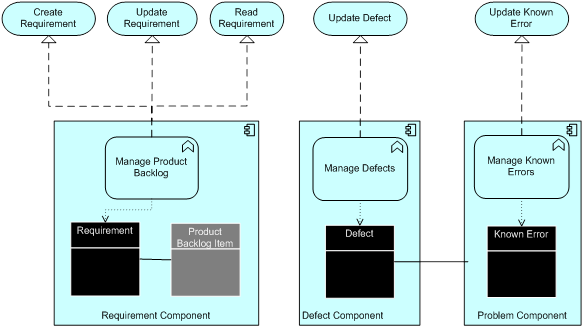 Create
Requirement
Update
Requirement
Read
Requirement
Update Defect
Update Known
Error
Manage Product
Backlog
Manage Defects
Manage Known
Errors
Requirement
Product
Backlog Item
Defect
Known Error
Requirement Component
Defect Component
Problem Component